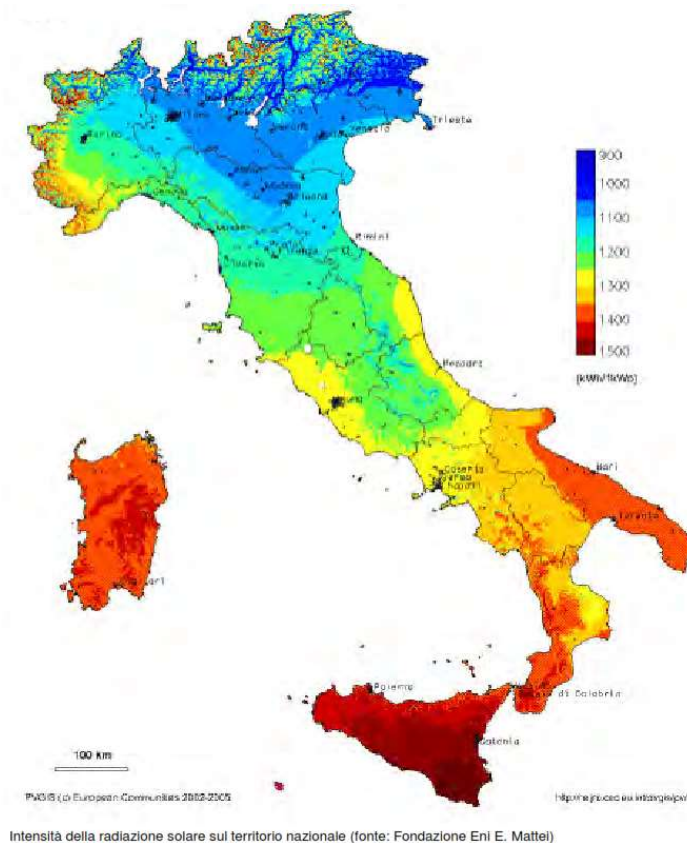 Trieste
Milano
Torino
Venezia
900
1000
1100
1200
1300
1400
1500
[kWh/1kWp]
Bologna
Rimini
Firenze
Livorno
Pescara
Roma
Caserta
Napoli
Bari
Taranto
Cagliari
Palermo
di Calabria
Catania
100 km
PVGIS (c) European Communities 2002-2005
Intensità della radiazione solare sul territorio nazionale (fonte: Fondazione Eni E. Mattei)